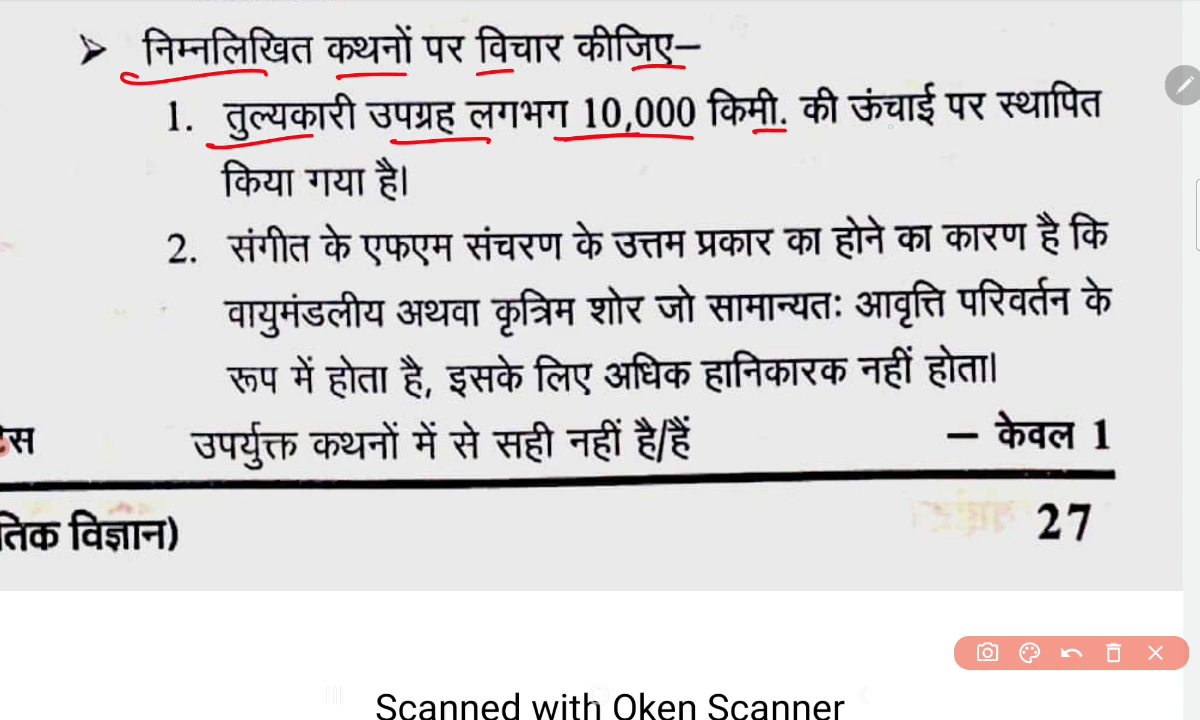 ➤ निम्नलिखित कथनों पर विचार कीजिए–
1. तुल्यकारी उपग्रह लगभग 10,000 किमी. की ऊंचाई पर स्थापित
किया गया है।
2. संगीत के एफएम संचरण के उत्तम प्रकार का होने का कारण है कि
वायुमंडलीय अथवा कृत्रिम शोर जो सामान्यतः आवृत्ति परिवर्तन के
रूप में होता है, इसके लिए अधिक हानिकारक नहीं होता।
उपर्युक्त कथनों में से सही नहीं है/हैं – केवल 1
तिक विज्ञान) 27
Scanned with Oken Scanner